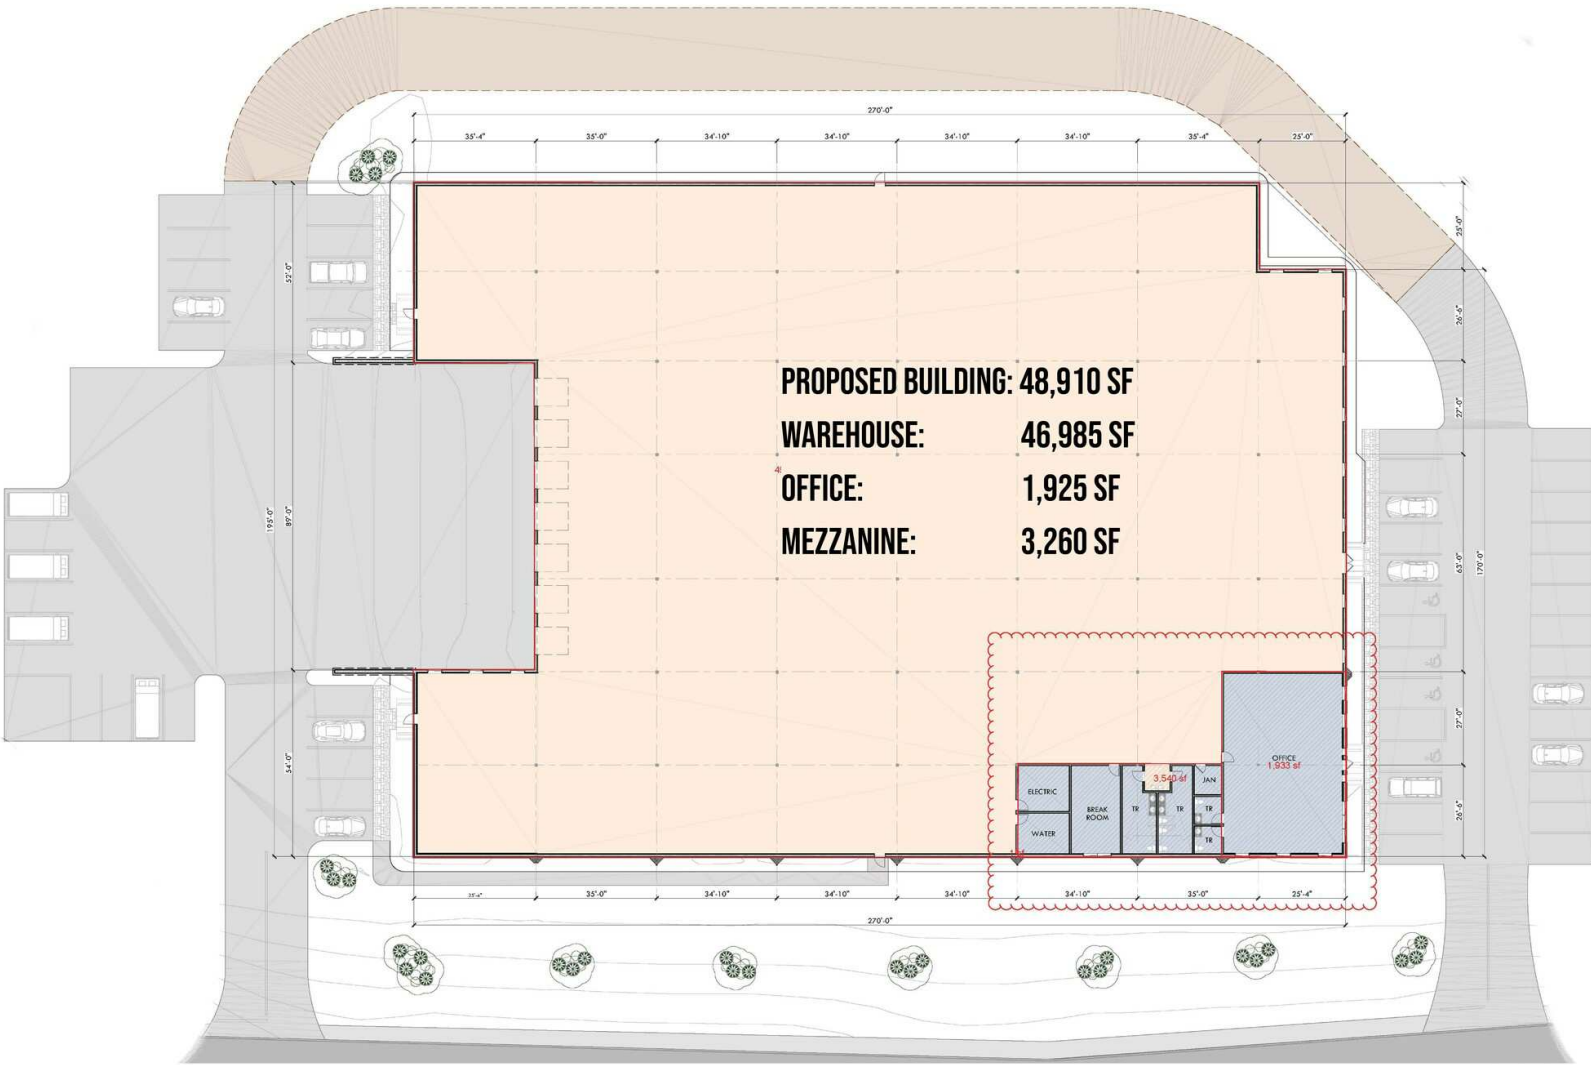 270'-0"
35'-4" 35'-0" 34'-10" 34'-10" 34'-10" 34'-10" 35'-4" 25'-0"
25'-0"
52'-0"
26'-6"
PROPOSED BUILDING: 48,910 SF
27'-0"
WAREHOUSE: 46,985 SF
OFFICE: 1,925 SF
195'-0"
89'-0"
MEZZANINE: 3,260 SF
63'-0"
170'-0"
27'-0"
54'-0"
OFFICE
1,933 sf
3,540 sf
JAN
ELECTRIC
BREAK
ROOM
TR
TR
TR
26'-6"
WATER
TR
35'-0" 34'-10" 34'-10" 34'-10" 34'-10" 35'-0" 25'-4"
270'-0"